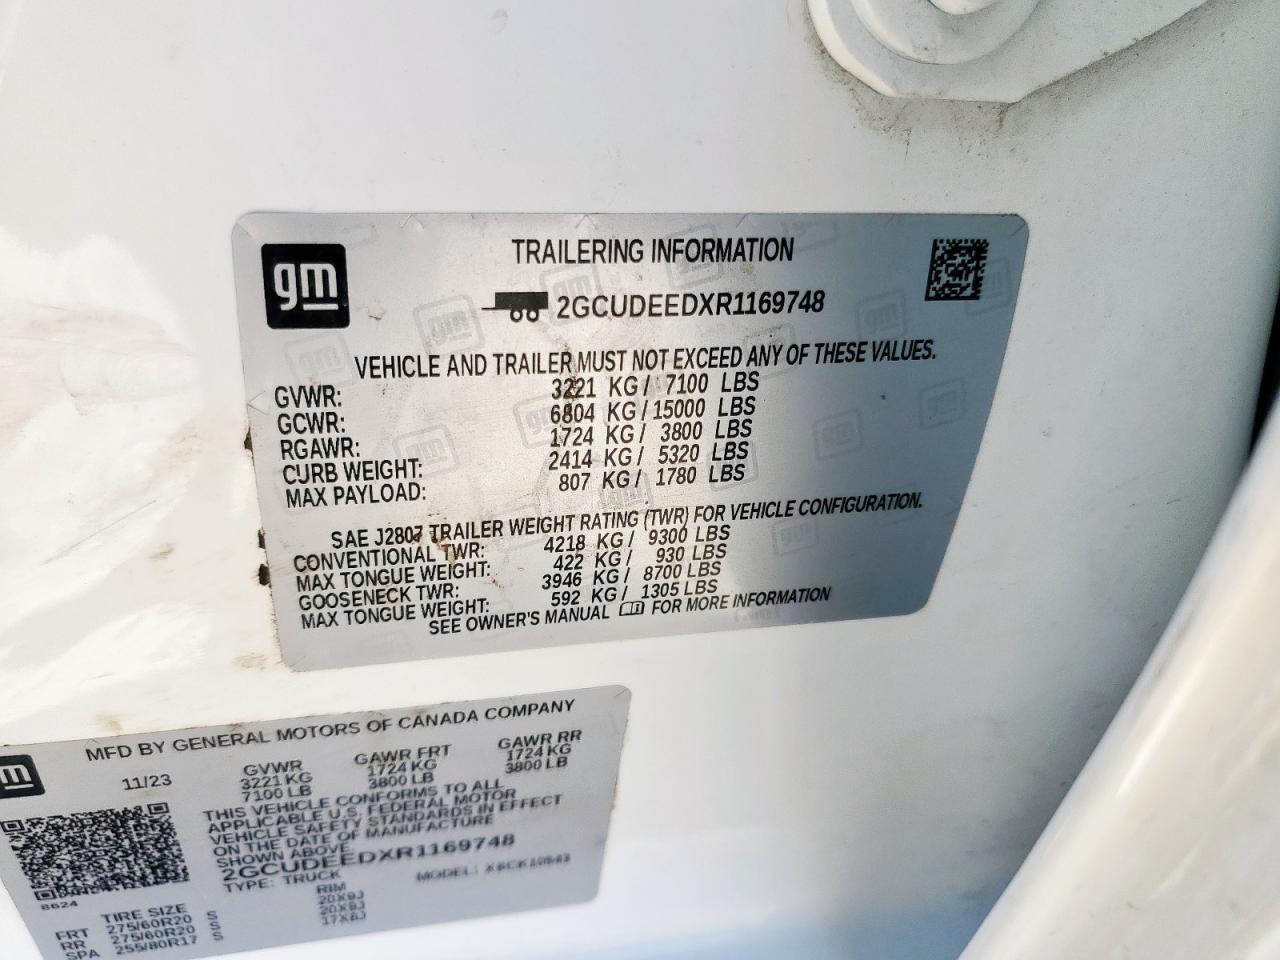 gm
TRAILERING INFORMATION
2GCUDEEDXR1169748
VEHICLE AND TRAILER MUST NOT EXCEED ANY OF THESE VALUES.
GVWR: 3221 KG / 7100 LBS
GCWR: 6804 KG / 15000 LBS
RGAWR: 1724 KG / 3800 LBS
CURB WEIGHT: 2414 KG / 5320 LBS
MAX PAYLOAD: 807 KG / 1780 LBS
SAE J2807 TRAILER WEIGHT RATING (TWR) FOR VEHICLE CONFIGURATION.
CONVENTIONAL TWR: 4218 KG / 9300 LBS
MAX TONGUE WEIGHT: 422 KG / 930 LBS
GOOSENECK TWR: 3946 KG / 8700 LBS
MAX TONGUE WEIGHT: 592 KG / 1305 LBS
SEE OWNER'S MANUAL FOR MORE INFORMATION
MFD BY GENERAL MOTORS OF CANADA COMPANY
11/23 GVWR GAWR FRT GAWR RR
3221 KG 1724 KG 1724 KG
7100 LB 3800 LB 3800 LB
THIS VEHICLE CONFORMS TO ALL
APPLICABLE U.S. FEDERAL MOTOR
VEHICLE SAFETY STANDARDS IN EFFECT
ON THE DATE OF MANUFACTURE
SHOWN ABOVE.
2GCUDEEDXR1169748
TYPE: TRUCK MODEL:
8624
TIRE SIZE RIM
FRT 275/60R20 S 20X9J
RR 275/60R20 S 20X9J
SPA 255/80R17 S 17X8J